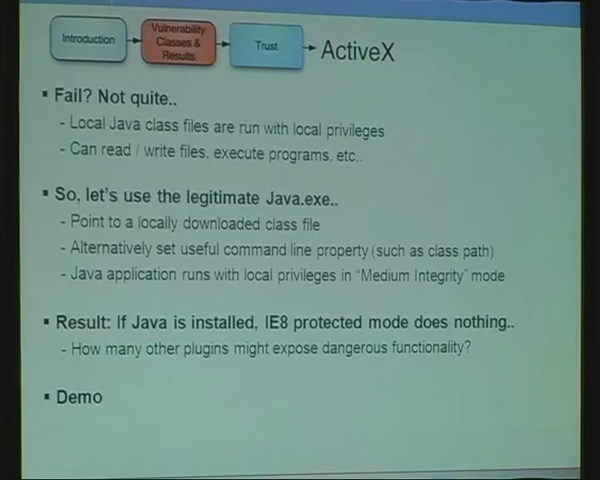 Introduction
Vulnerability
Classes &
Results
Trust
ActiveX
▪ Fail? Not quite..
- Local Java class files are run with local privileges
- Can read / write files, execute programs, etc..
▪ So, let's use the legitimate Java.exe..
- Point to a locally downloaded class file
- Alternatively set useful command line property (such as class path)
- Java application runs with local privileges in "Medium Integrity" mode
▪ Result: If Java is installed, IE8 protected mode does nothing..
- How many other plugins might expose dangerous functionality?
▪ Demo